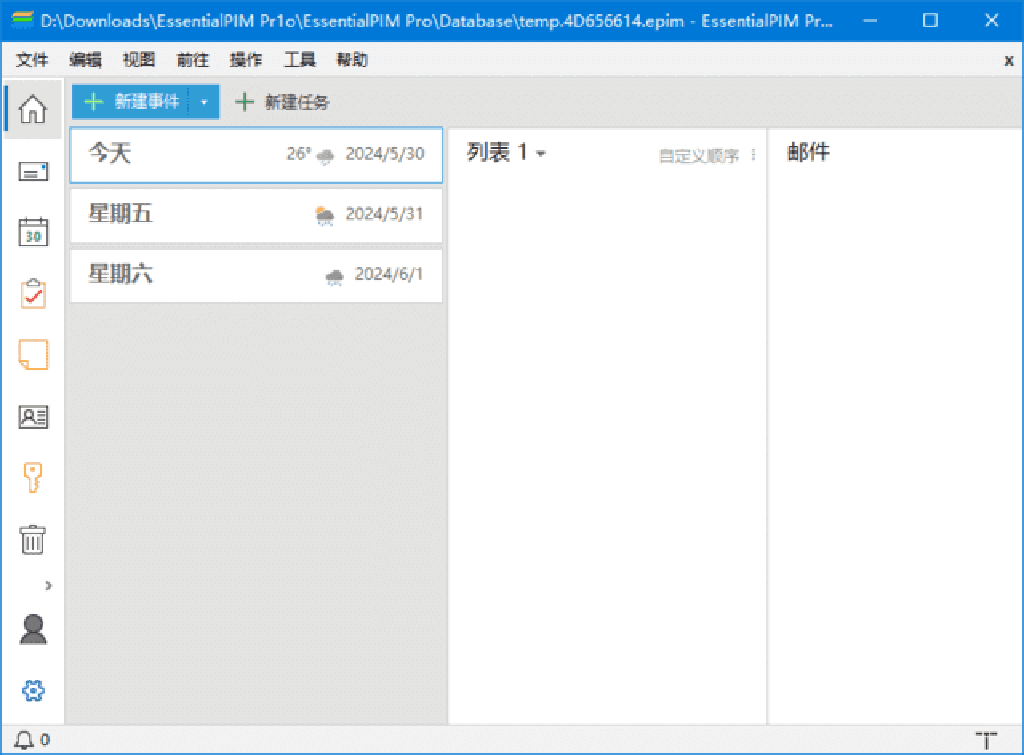 D:\Downloads\EssentialPIM Pr1o\EssentialPIM Pro\Database\temp.4D656614.epim - EssentialPIM Pr...
文件 编辑 视图 前往 操作 工具 帮助 x
新建事件 新建任务
今天 26° 2024/5/30
星期五 2024/5/31
星期六 2024/6/1
列表 1 自定义顺序
邮件
30
0